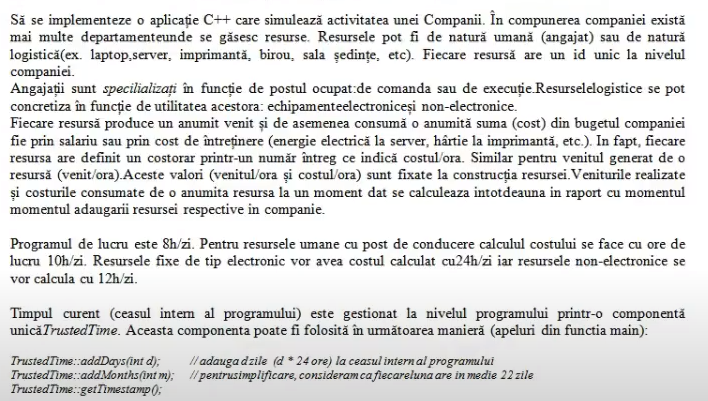 Să se implementeze o aplicație C++ care simulează activitatea unei Companii. În compunerea companiei există
mai multe departamenteunde se găsesc resurse. Resursele pot fi de natură umană (angajat) sau de natură
logistică(ex. laptop,server, imprimantă, birou, sala ședințe, etc). Fiecare resursă are un id unic la nivelul
companiei.
Angajații sunt specilializați în funcție de postul ocupat:de comanda sau de execuție.Resurselelogistice se pot
concretiza în funcție de utilitatea acestora: echipamenteelectroniceși non-electronice.
Fiecare resursă produce un anumit venit și de asemenea consumă o anumită suma (cost) din bugetul companiei
fie prin salariu sau prin cost de întreținere (energie electrică la server, hârtie la imprimantă, etc.). In fapt, fiecare
resursa are definit un costorar printr-un număr întreg ce indică costul/ora. Similar pentru venitul generat de o
resursă (venit/ora).Aceste valori (venitul/ora și costul/ora) sunt fixate la construcția resursei.Veniturile realizate
și costurile consumate de o anumita resursa la un moment dat se calculeaza intotdeauna in raport cu momentul
momentul adaugarii resursei respective in companie.
Programul de lucru este 8h/zi. Pentru resursele umane cu post de conducere calculul costului se face cu ore de
lucru 10h/zi. Resursele fixe de tip electronic vor avea costul calculat cu24h/zi iar resursele non-electronice se
vor calcula cu 12h/zi.
Timpul curent (ceasul intern al programului) este gestionat la nivelul programului printr-o componentă
unicăTrustedTime. Aceasta componenta poate fi folosită în următoarea manieră (apeluri din functia main):
TrustedTime::addDays(int d); //adauga dzile (d * 24 ore) la ceasul intern al programului
TrustedTime::addMonths(int m); //pentrusimplificare, consideram cafiecareluna are in medie 22 zile
TrustedTime::getTimestamp();